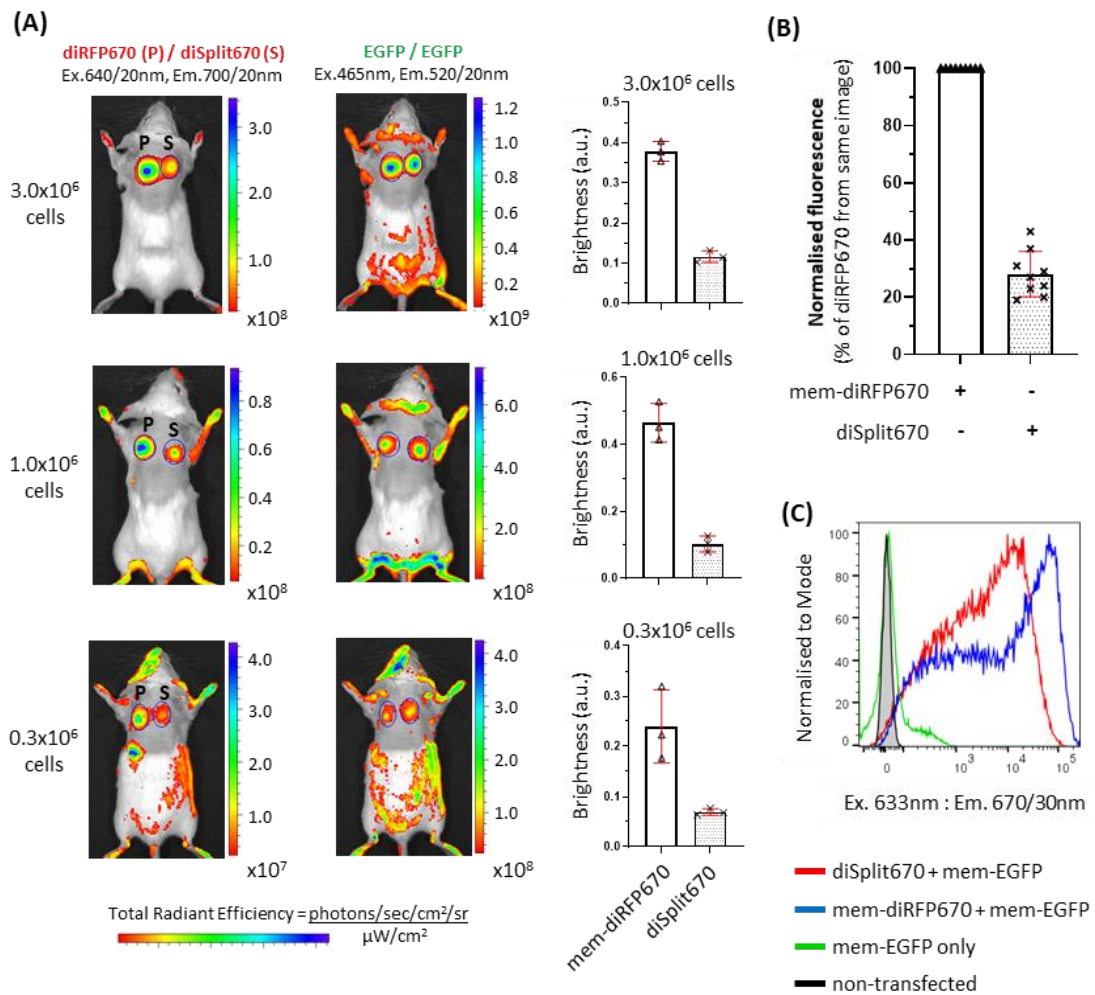 (A)
diRFP670 (P) / diSplit670 (S)
Ex.640/20nm, Em.700/20nm
EGFP / EGFP
Ex.465nm, Em.520/20nm
3.0x10⁶
cells
P S
3.0
2.0
1.0
x10⁸
1.2
1.0
0.8
0.6
0.4
0.2
x10⁹
3.0x10⁶ cells
Brightness (a.u.)
0.5
0.4
0.3
0.2
0.1
0.0
1.0x10⁶
cells
P S
0.8
0.6
0.4
0.2
x10⁸
6.0
4.0
2.0
x10⁸
1.0x10⁶ cells
Brightness (a.u.)
0.6
0.4
0.2
0.0
0.3x10⁶
cells
P S
4.0
3.0
2.0
1.0
x10⁷
4.0
3.0
2.0
1.0
x10⁸
0.3x10⁶ cells
Brightness (a.u.)
0.4
0.3
0.2
0.1
0.0
mem-diRFP670
diSplit670
Total Radiant Efficiency = photons/sec/cm²/sr
µW/cm²
(B)
Normalised fluorescence
(% of diRFP670 from same image)
100
80
60
40
20
0
mem-diRFP670 + -
diSplit670 - +
(C)
Normalised to Mode
100
80
60
40
20
0
0 10³ 10⁴ 10⁵
Ex. 633nm : Em. 670/30nm
diSplit670 + mem-EGFP
mem-diRFP670 + mem-EGFP
mem-EGFP only
non-transfected